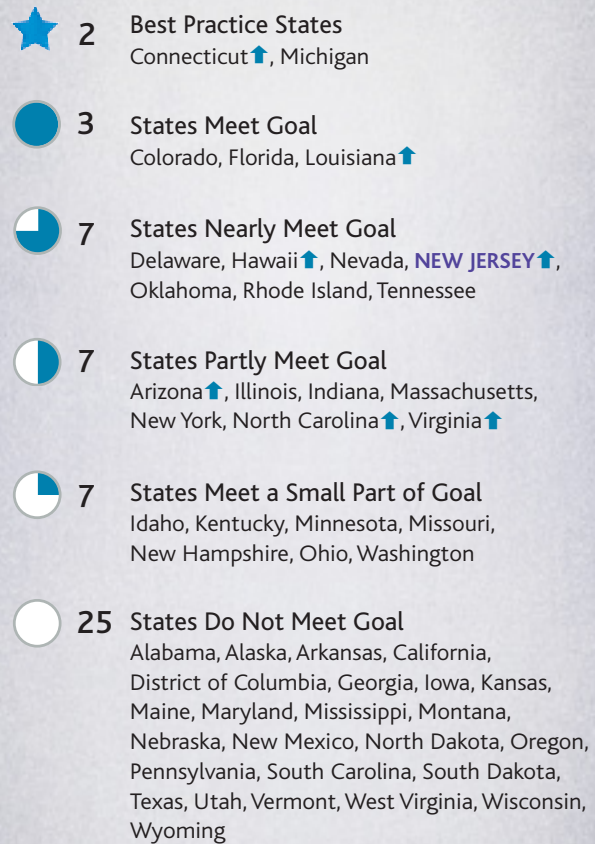 2 Best Practice States
Connecticut⬆, Michigan
3 States Meet Goal
Colorado, Florida, Louisiana⬆
7 States Nearly Meet Goal
Delaware, Hawaii⬆, Nevada, NEW JERSEY⬆,
Oklahoma, Rhode Island, Tennessee
7 States Partly Meet Goal
Arizona⬆, Illinois, Indiana, Massachusetts,
New York, North Carolina⬆, Virginia⬆
7 States Meet a Small Part of Goal
Idaho, Kentucky, Minnesota, Missouri,
New Hampshire, Ohio, Washington
25 States Do Not Meet Goal
Alabama, Alaska, Arkansas, California,
District of Columbia, Georgia, Iowa, Kansas,
Maine, Maryland, Mississippi, Montana,
Nebraska, New Mexico, North Dakota, Oregon,
Pennsylvania, South Carolina, South Dakota,
Texas, Utah, Vermont, West Virginia, Wisconsin,
Wyoming